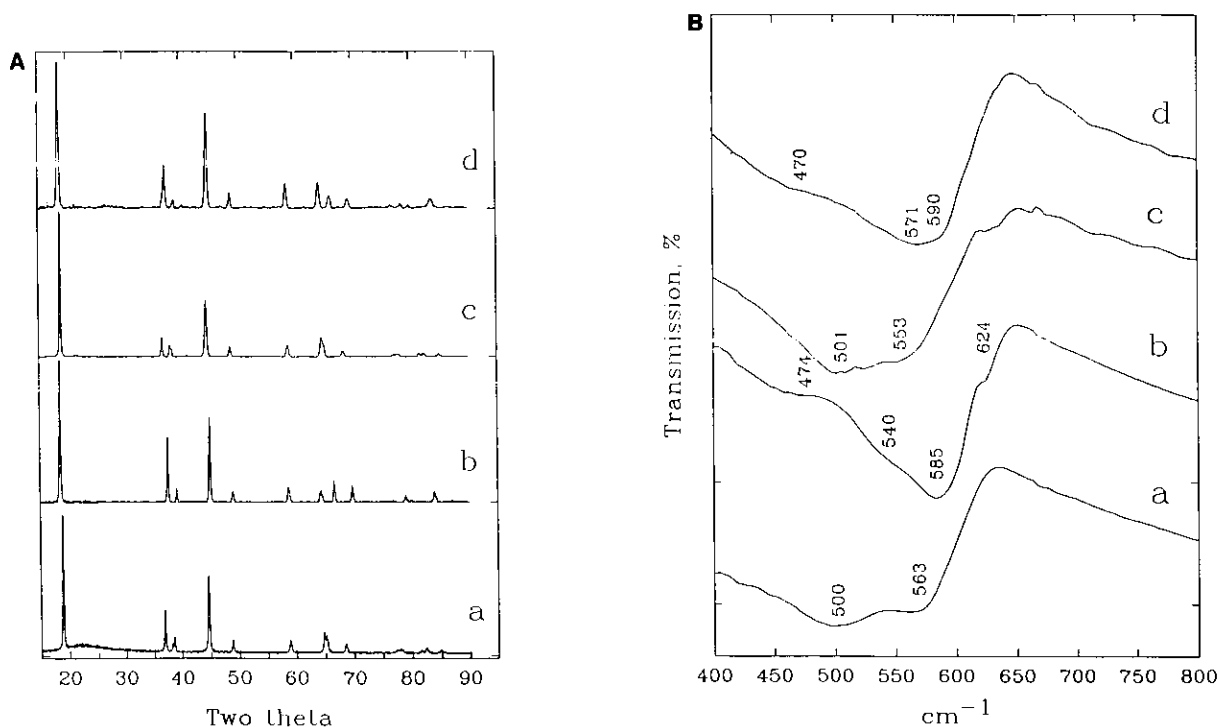 A
d
c
b
a
20 30 40 50 60 70 80 90
Two theta
B
Transmission, %
d
470
571
590
c
501
553
624
b
474
540
585
a
500
563
400 450 500 550 600 650 700 750 800
cm⁻¹